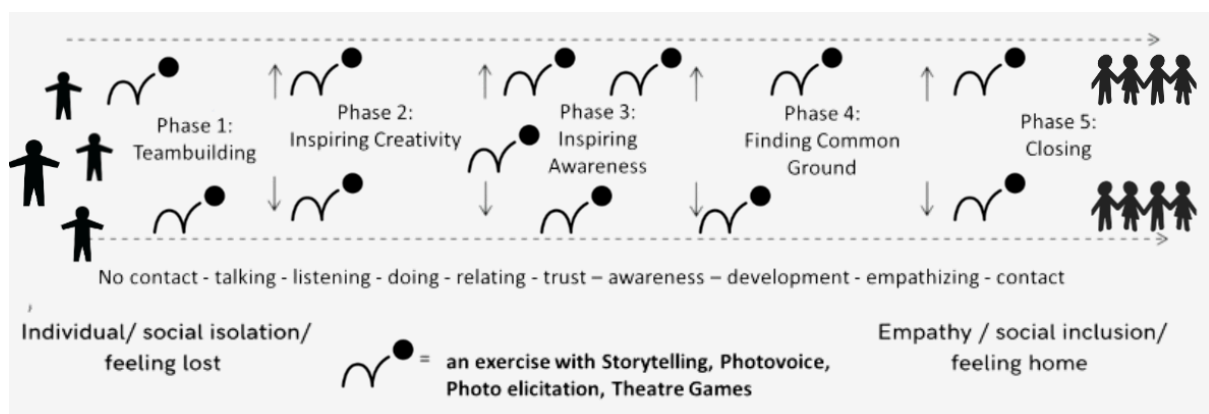 Phase 1:
Teambuilding
Phase 2:
Inspiring Creativity
Phase 3:
Inspiring
Awareness
Phase 4:
Finding Common
Ground
Phase 5:
Closing
No contact - talking - listening - doing - relating - trust – awareness – development - empathizing - contact
,
Individual/ social isolation/
feeling lost
= an exercise with Storytelling, Photovoice,
Photo elicitation, Theatre Games
Empathy / social inclusion/
feeling home